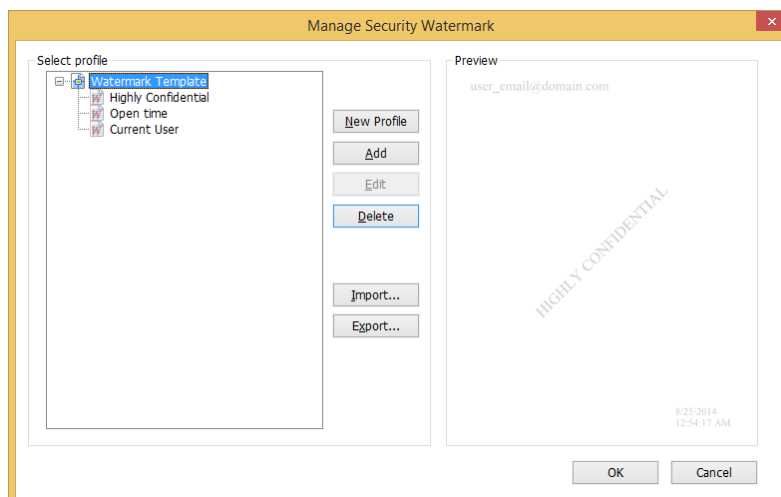 Manage Security Watermark
Select profile
Watermark Template
Highly Confidential
Open time
Current User
New Profile
Add
Edit
Delete
Import...
Export...
Preview
user_email@domain.com
HIGHLY CONFIDENTIAL
8/25/2014
12:54:17 AM
OK
Cancel